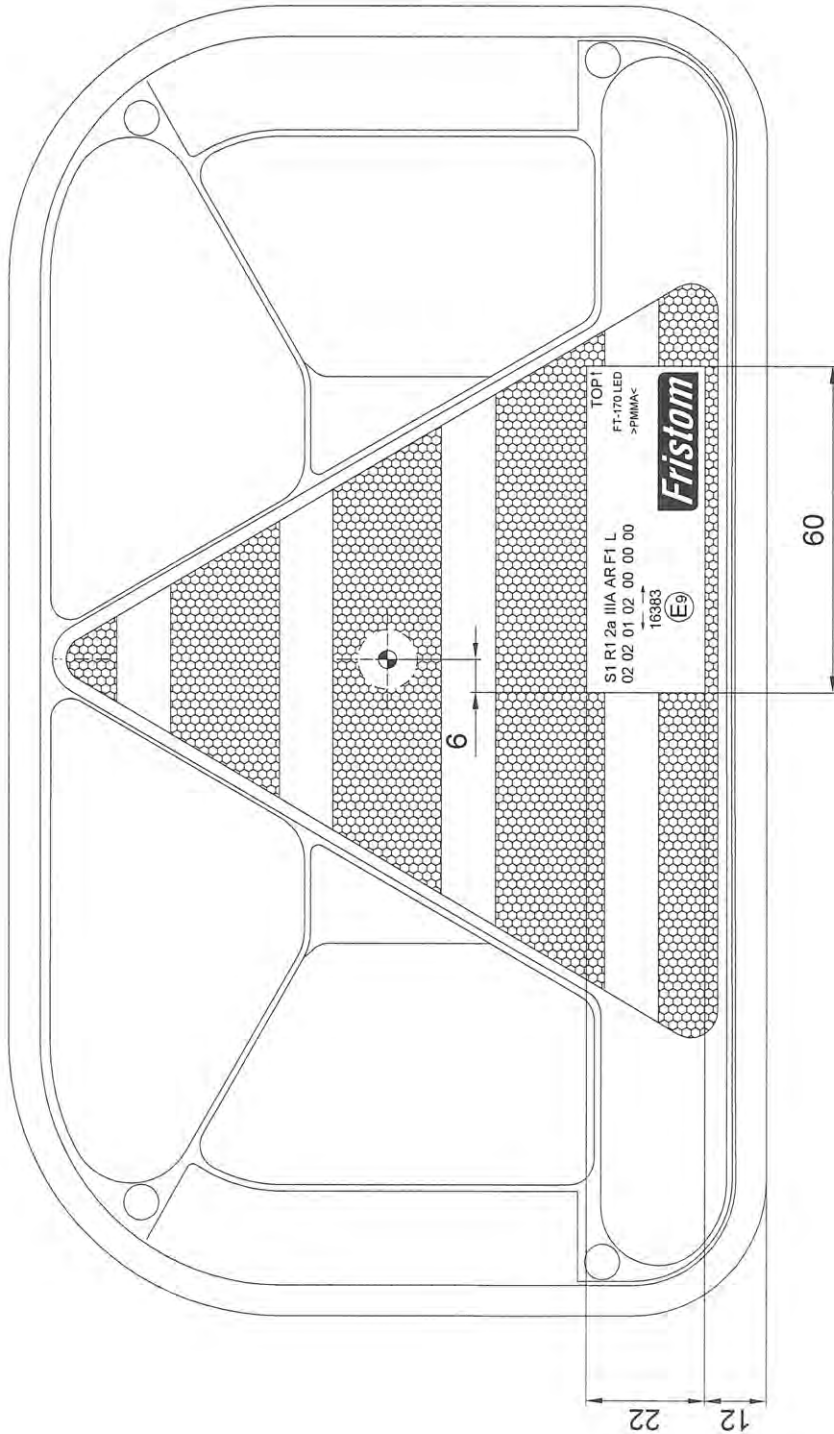 TOP↑
FT-170 LED
>PMMA<
S1 R1 2a IIIA AR F1 L
02 02 01 02 00 00 00
← →
16383
E9
Fristom
6
60
22
12